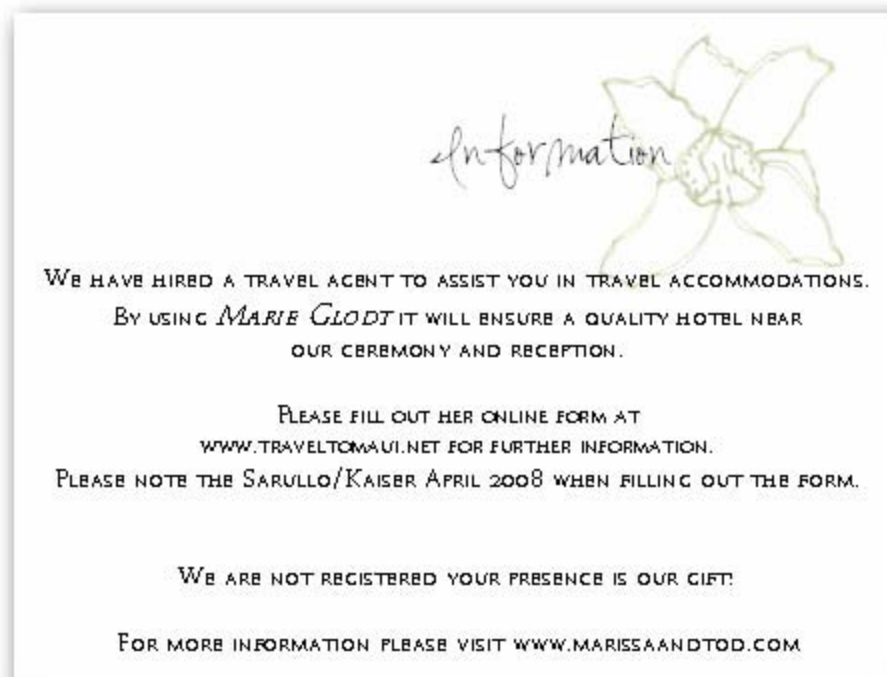 Information
We have hired a travel agent to assist you in travel accommodations.
By using Marie Glodt it will ensure a quality hotel near
our ceremony and reception.
Please fill out her online form at
www.traveltomaui.net for further information.
Please note the Sarullo/Kaiser April 2008 when filling out the form.
We are not registered your presence is our gift!
For more information please visit www.marissaandtod.com